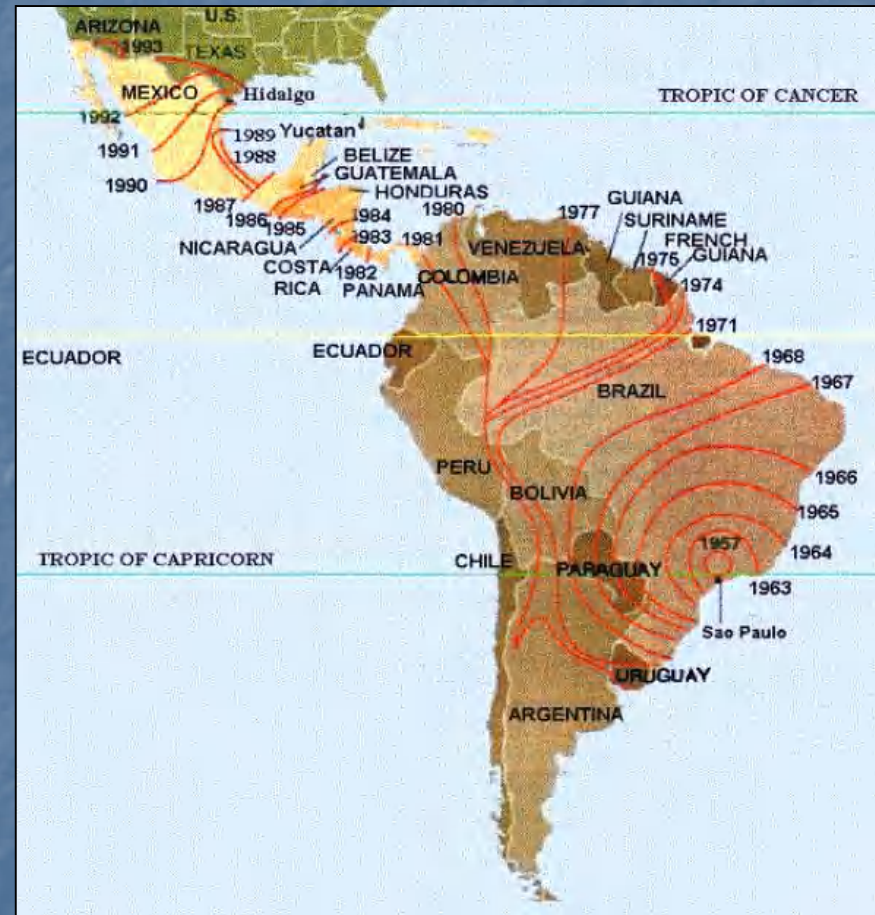 U.S.
ARIZONA
1993
TEXAS
MEXICO
Hidalgo
TROPIC OF CANCER
1992
1989 Yucatan
1991
1988
BELIZE
GUATEMALA
1990
HONDURAS
1987
1986
1985
1984
1980
1977
GUIANA
SURINAME
NICARAGUA
1983
1981
VENEZUELA
FRENCH
GUIANA
1975
COSTA
RICA
1982
PANAMA
COLOMBIA
1974
1971
ECUADOR
ECUADOR
1968
BRAZIL
1967
PERU
BOLIVIA
1966
1965
1957
1964
TROPIC OF CAPRICORN
CHILE
PARAGUAY
1963
Sao Paulo
URUGUAY
ARGENTINA